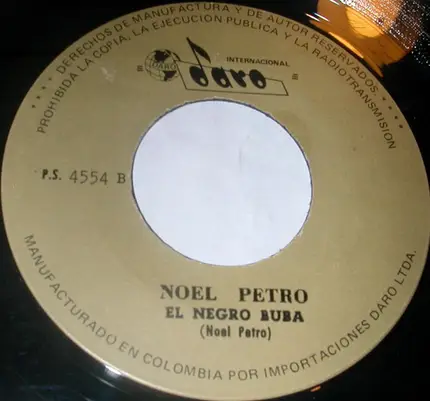 DERECHOS DE MANUFACTURA Y DE AUTOR RESERVADOS.
PROHIBIDA LA COPIA, LA EJECUCION PUBLICA Y LA RADIOTRANSMISION
INTERNACIONAL
daro
P.S. 4554 B
NOEL PETRO
EL NEGRO BUBA
(Noel Petro)
MANUFACTURADO EN COLOMBIA POR IMPORTACIONES DARO LTDA.